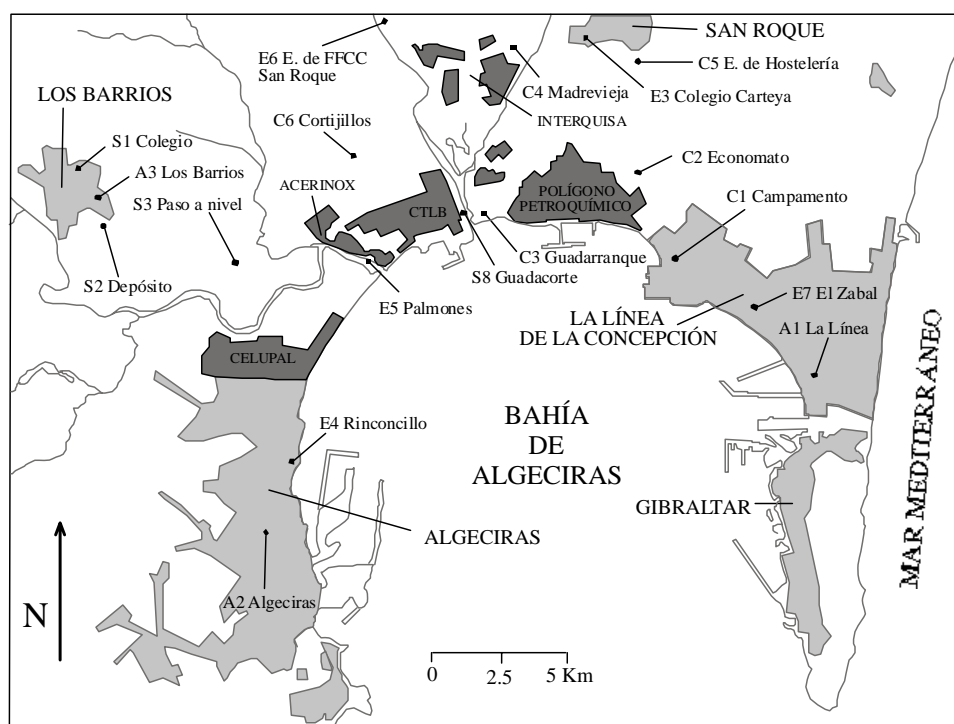 SAN ROQUE
E6 E. de FFCC
San Roque
C5 E. de Hostelería
C4 Madrevieja
E3 Colegio Carteya
LOS BARRIOS
INTERQUISA
C6 Cortijillos
S1 Colegio
C2 Economato
A3 Los Barrios
ACERINOX
POLÍGONO
PETROQUÍMICO
C1 Campamento
S3 Paso a nivel
CTLB
C3 Guadarranque
S8 Guadacorte
S2 Depósito
E5 Palmones
E7 El Zabal
LA LÍNEA
DE LA CONCEPCIÓN
A1 La Línea
CELUPAL
MAR MEDITERRÁNEO
E4 Rinconcillo
BAHÍA
DE
ALGECIRAS
GIBRALTAR
ALGECIRAS
A2 Algeciras
N
0 2.5 5 Km